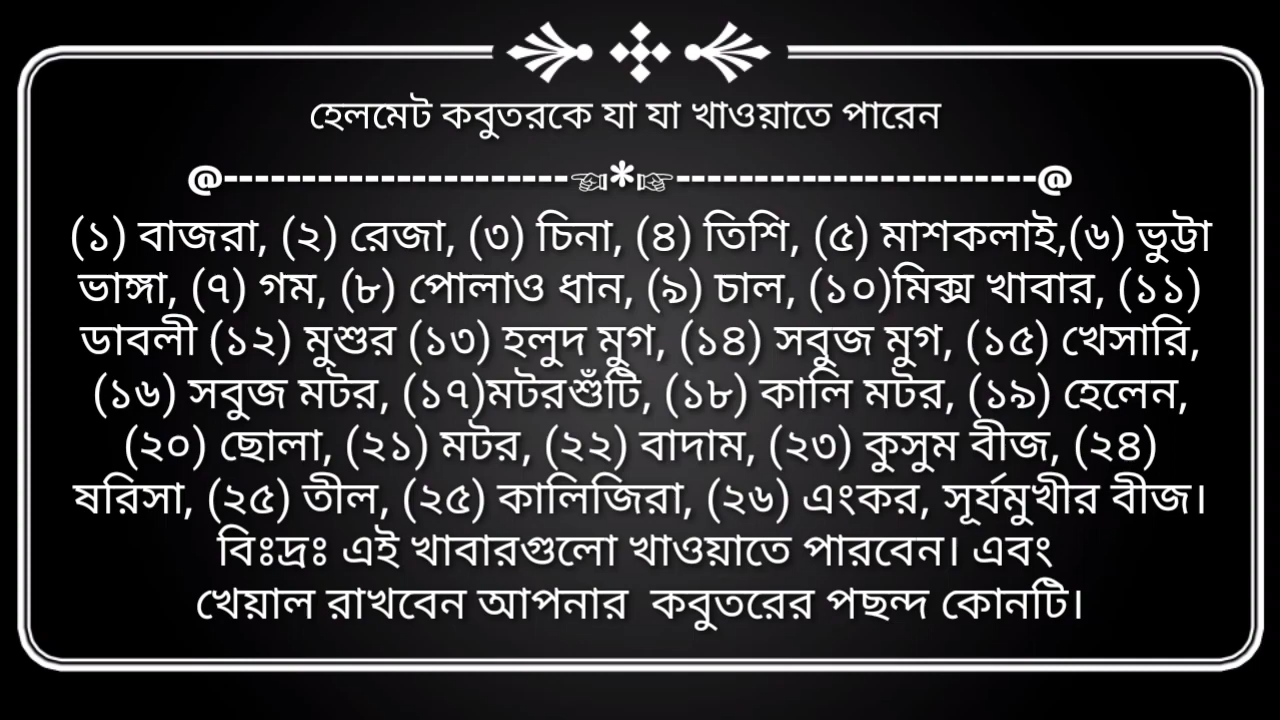 হেলমেট কবুতরকে যা যা খাওয়াতে পারেন
@----------------------☜*☞-----------------------@
(১) বাজরা, (২) রেজা, (৩) চিনা, (৪) তিশি, (৫) মাশকলাই,(৬) ভুট্টা
ভাঙ্গা, (৭) গম, (৮) পোলাও ধান, (৯) চাল, (১০)মিক্স খাবার, (১১)
ডাবলী (১২) মুশুর (১৩) হলুদ মুগ, (১৪) সবুজ মুগ, (১৫) খেসারি,
(১৬) সবুজ মটর, (১৭)মটরশুঁটি, (১৮) কালি মটর, (১৯) হেলেন,
(২০) ছোলা, (২১) মটর, (২২) বাদাম, (২৩) কুসুম বীজ, (২৪)
ষরিসা, (২৫) তীল, (২৫) কালিজিরা, (২৬) এংকর, সূর্যমুখীর বীজ।
বিঃদ্রঃ এই খাবারগুলো খাওয়াতে পারবেন। এবং
খেয়াল রাখবেন আপনার  কবুতরের পছন্দ কোনটি।